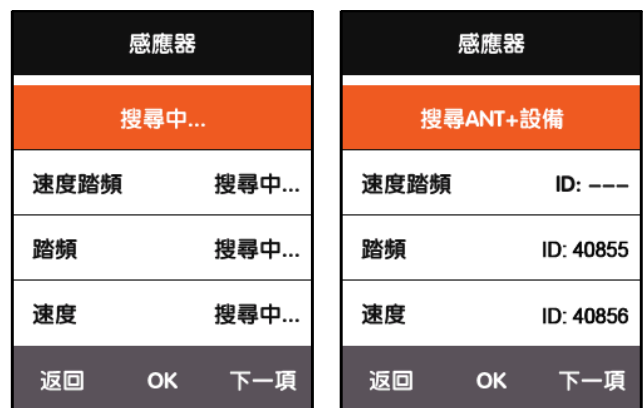 感應器
搜尋中...
速度踏頻 搜尋中...
踏頻 搜尋中...
速度 搜尋中...
返回 OK 下一項
感應器
搜尋ANT+設備
速度踏頻 ID: ---
踏頻 ID: 40855
速度 ID: 40856
返回 OK 下一項